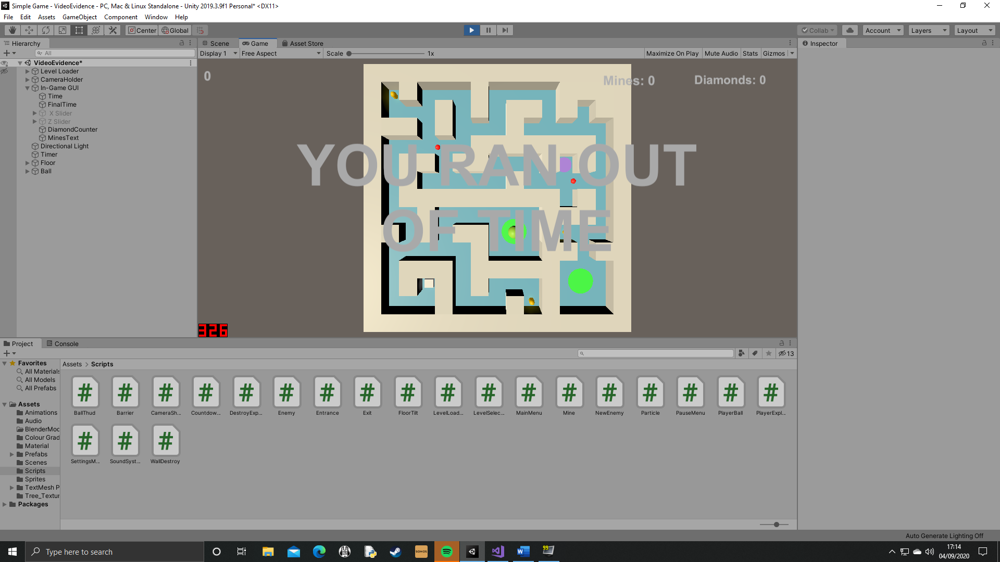 Simple Game - VideoEvidence - PC, Mac & Linux Standalone - Unity 2019.3.9f1 Personal* <DX11>
File Edit Assets GameObject Component Window Help
Center Global
Collab Account Layers Layout
Hierarchy
All
VideoEvidence*
Level Loader
CameraHolder
In-Game GUI
Time
FinalTime
X Slider
Z Slider
DiamondCounter
MinesText
Directional Light
Timer
Floor
Ball
Scene Game Asset Store
Display 1 Free Aspect Scale 1x Maximize On Play Mute Audio Stats Gizmos
0 Mines: 0 Diamonds: 0
YOU RAN OUT
OF TIME
326
Inspector
Project Console
13
Favorites
All Materials
All Models
All Prefabs
Assets
Animations
Audio
BlenderMoc
Colour Grad
Material
Prefabs
Scenes
Scripts
Sprites
TextMesh P
Tree_Textur
Packages
Assets > Scripts
BallThud Barrier CameraSh... Countdow... DestroyExp... Enemy Entrance Exit FloorTilt LevelLoad... LevelSelec... MainMenu Mine NewEnemy Particle PauseMenu PlayerBall PlayerExpl...
SettingsM... SoundSyst... WallDestroy
Auto Generate Lighting Off
Type here to search
SONOS
99
17:14
04/09/2020